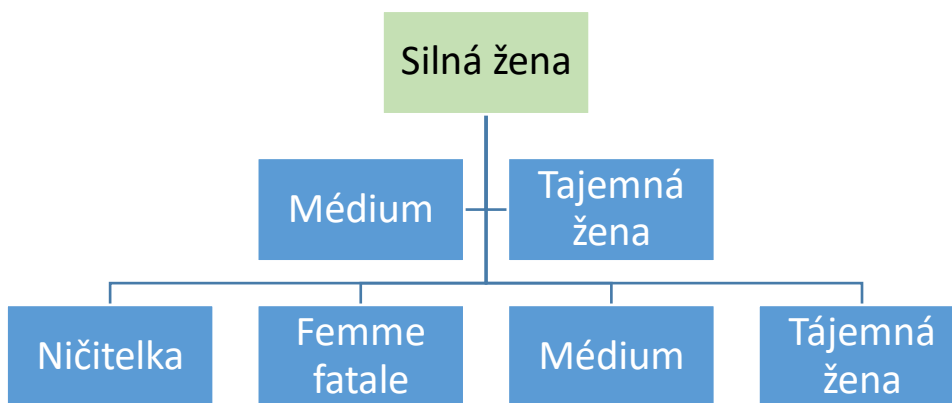 Silná žena
Médium
Tajemná
žena
Ničitelka
Femme
fatale
Médium
Tájemná
žena